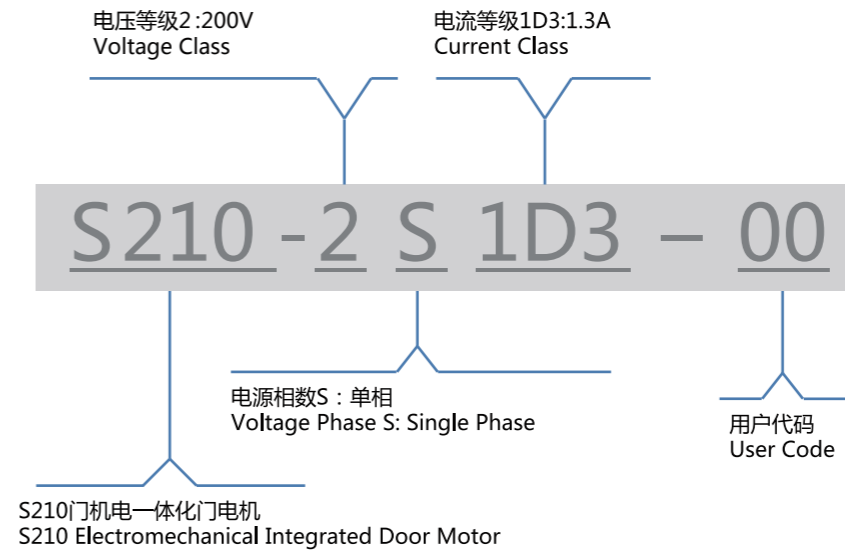 电压等级2 :200V
Voltage Class
电流等级1D3:1.3A
Current Class
S210 - 2 S 1D3 – 00
电源相数S：单相
Voltage Phase S: Single Phase
用户代码
User Code
S210门机电一体化门电机
S210 Electromechanical Integrated Door Motor